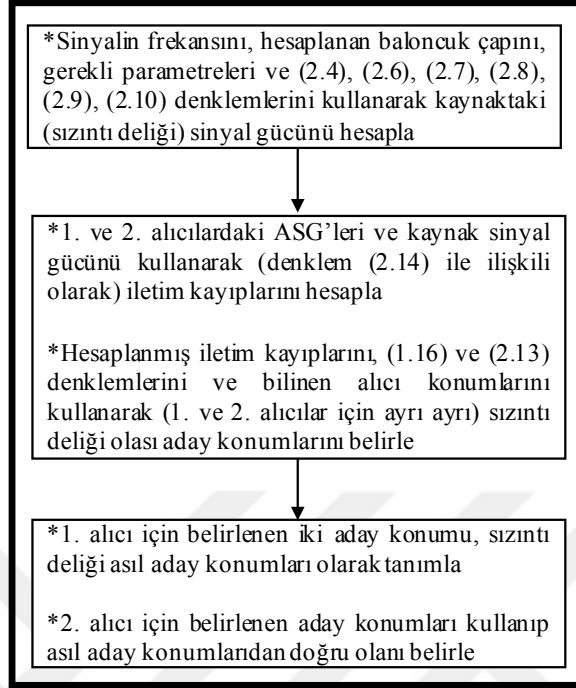 *Sinyalin frekansını, hesaplanan baloncuk çapını,
gerekli parametreleri ve (2.4), (2.6), (2.7), (2.8),
(2.9), (2.10) denklemlerini kullanarak kaynaktaki
(sızıntı deliği) sinyal gücünü hesapla
*1. ve 2. alıcılardaki ASG’leri ve kaynak sinyal
gücünü kullanarak (denklem (2.14) ile ilişkili
olarak) iletim kayıplarını hesapla
*Hesaplanmış iletim kayıplarını, (1.16) ve (2.13)
denklemlerini ve bilinen alıcı konumlarını
kullanarak (1. ve 2. alıcılar için ayrı ayrı) sızıntı
deliği olası aday konumlarını belirle
*1. alıcı için belirlenen iki aday konumu, sızıntı
deliği asıl aday konumları olarak tanımla
*2. alıcı için belirlenen aday konumları kullanıp
asıl aday konumlarıdan doğru olanı belirle